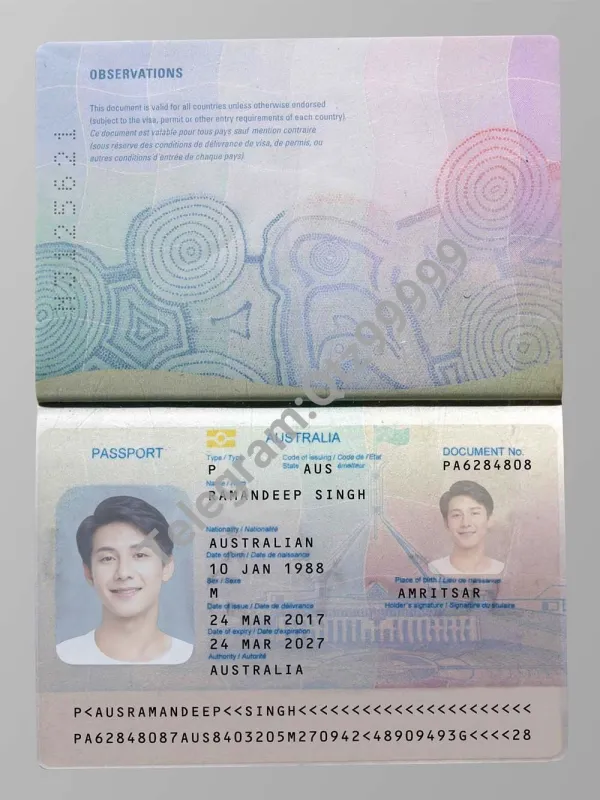 OBSERVATIONS
This document is valid for all countries unless otherwise endorsed
(subject to the visa, permit or other entry requirements of each country).
Ce document est valable pour tous pays sauf mention contraire
(sous réserve des conditions de délivrance de visa, de permis, ou
autres conditions d'entrée de chaque pays).
PASSPORT
AUSTRALIA
Type / Type
Code of issuing / Code de l'État
State émetteur
DOCUMENT No.
P
AUS
PA6284808
Name / Nom
RAMANDEEP SINGH
Nationality / Nationalité
AUSTRALIAN
Date of birth / Date de naissance
10 JAN 1988
Sex / Sexe
Place of birth / Lieu de naissance
M
AMRITSAR
Date of issue / Date de délivrance
Holder's signature / Signature du titulaire
24 MAR 2017
Date of expiry / Date d'expiration
24 MAR 2027
Authority / Autorité
AUSTRALIA
P<AUSRAMANDEEP<<SINGH<<<<<<<<<<<<<<<<<<<<<<<
PA62848087AUS8403205M270942<48909493G<<<<28